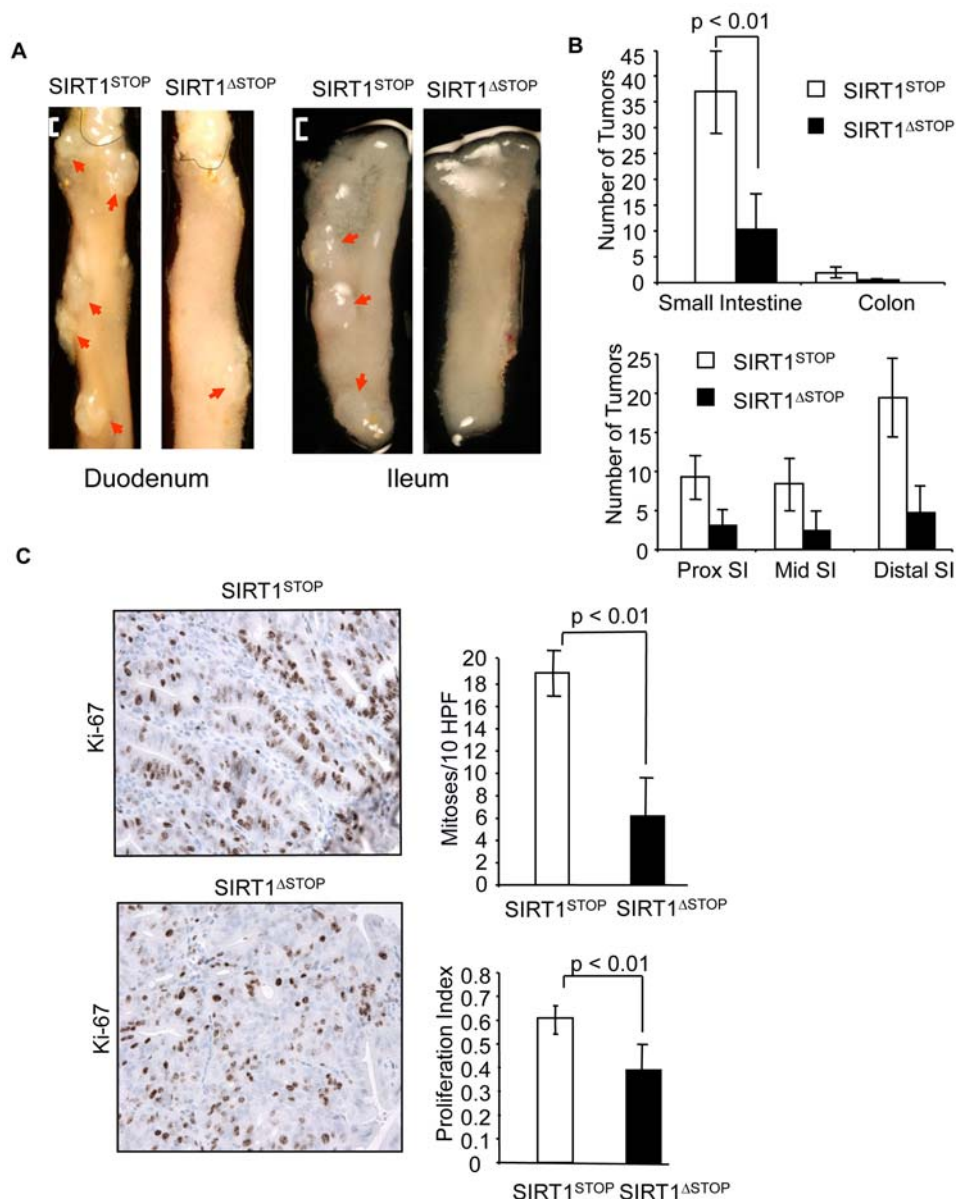 A
SIRT1STOP SIRT1ΔSTOP
SIRT1STOP SIRT1ΔSTOP
Duodenum
Ileum
B
p < 0.01
Number of Tumors
45
40
35
30
25
20
15
10
5
0
SIRT1STOP
SIRT1ΔSTOP
Small Intestine Colon
Number of Tumors
25
20
15
10
5
0
SIRT1STOP
SIRT1ΔSTOP
Prox SI Mid SI Distal SI
C
SIRT1STOP
Ki-67
SIRT1ΔSTOP
Ki-67
p < 0.01
Mitoses/10 HPF
20
18
16
14
12
10
8
6
4
2
0
SIRT1STOP SIRT1ΔSTOP
p < 0.01
Proliferation Index
0.8
0.7
0.6
0.5
0.4
0.3
0.2
0.1
0
SIRT1STOP SIRT1ΔSTOP